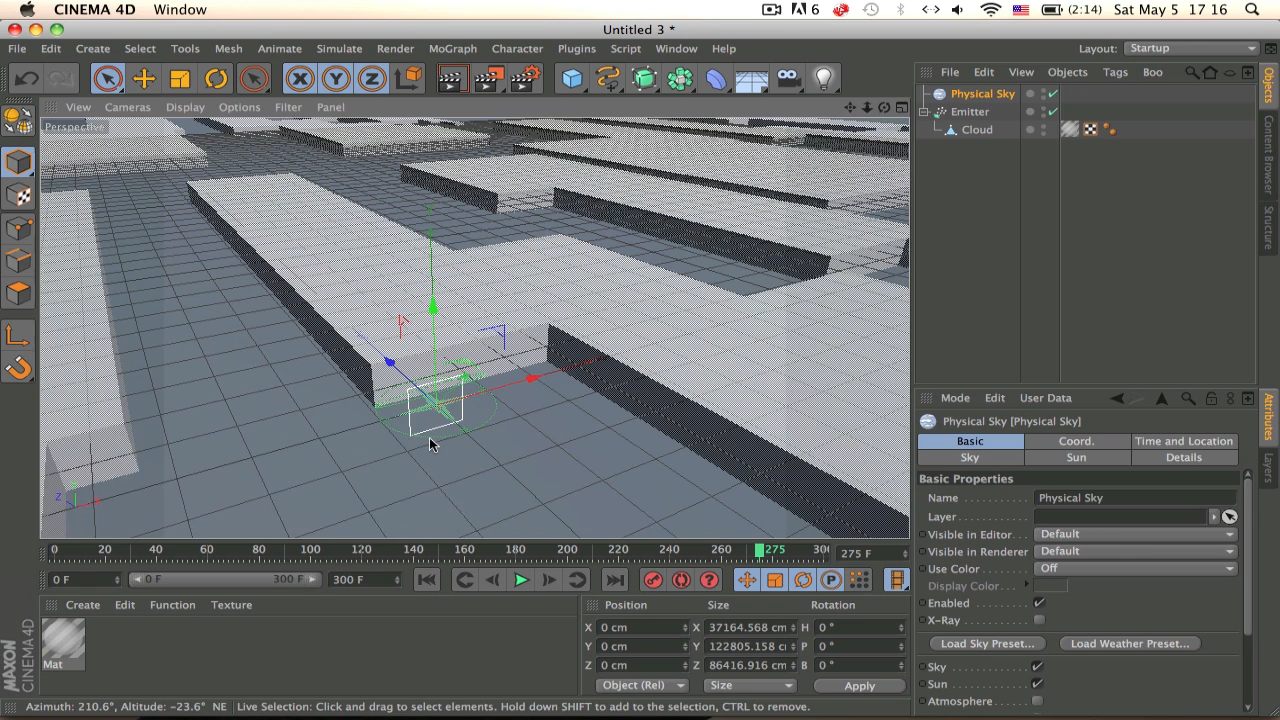 CINEMA 4D Window 6 (2:14) Sat May 5 17 16
Untitled 3 *
File Edit Create Select Tools Mesh Animate Simulate Render MoGraph Character Plugins Script Window Help Layout: Startup
X Y Z
File Edit View Objects Tags Boo
View Cameras Display Options Filter Panel
Physical Sky
Emitter
Cloud
Perspective
Objects
Content Browser
Structure
Mode Edit User Data
Physical Sky [Physical Sky]
Basic Coord. Time and Location
Sky Sun Details
Attributes
Layers
Basic Properties
Name Physical Sky
Layer
Visible in Editor Default
Visible in Renderer Default
Use Color Off
Display Color
Enabled
X-Ray
Load Sky Preset... Load Weather Preset...
Sky
Sun
Atmosphere
0 20 40 60 80 100 120 140 160 180 200 220 240 260 275 30 275 F
0 F 0 F 300 F 300 F
Create Edit Function Texture
Mat
Position Size Rotation
X 0 cm X 37164.568 cm H 0 °
Y 0 cm Y 122805.158 c P 0 °
Z 0 cm Z 86416.916 cm B 0 °
Object (Rel) Size Apply
MAXON
CINEMA 4D
Azimuth: 210.6°, Altitude: -23.6° NE Live Selection: Click and drag to select elements. Hold down SHIFT to add to the selection, CTRL to remove.